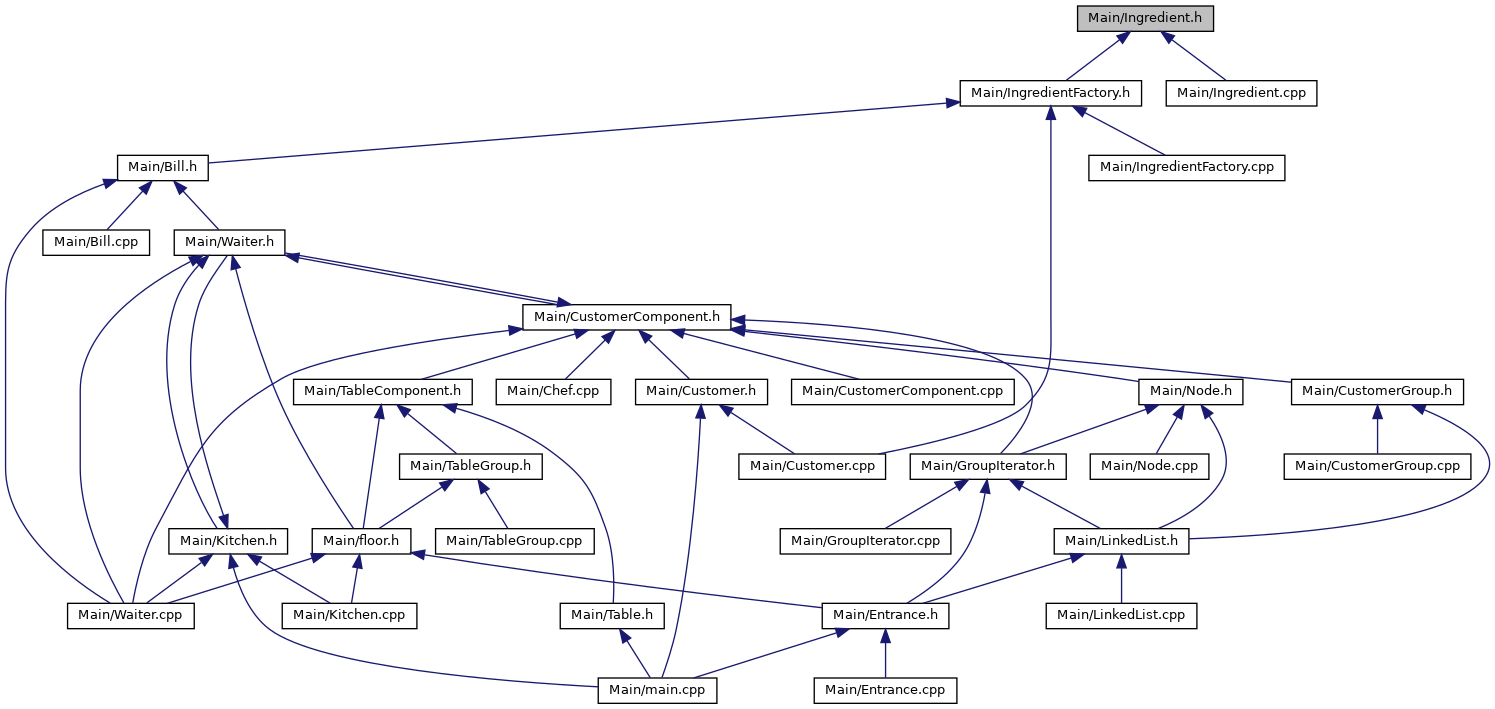 Main/Ingredient.h
Main/IngredientFactory.h
Main/Ingredient.cpp
Main/Bill.h
Main/IngredientFactory.cpp
Main/Bill.cpp
Main/Waiter.h
Main/CustomerComponent.h
Main/TableComponent.h
Main/Chef.cpp
Main/Customer.h
Main/CustomerComponent.cpp
Main/Node.h
Main/CustomerGroup.h
Main/TableGroup.h
Main/Customer.cpp
Main/GroupIterator.h
Main/Node.cpp
Main/CustomerGroup.cpp
Main/Kitchen.h
Main/floor.h
Main/TableGroup.cpp
Main/GroupIterator.cpp
Main/LinkedList.h
Main/Waiter.cpp
Main/Kitchen.cpp
Main/Table.h
Main/Entrance.h
Main/LinkedList.cpp
Main/main.cpp
Main/Entrance.cpp